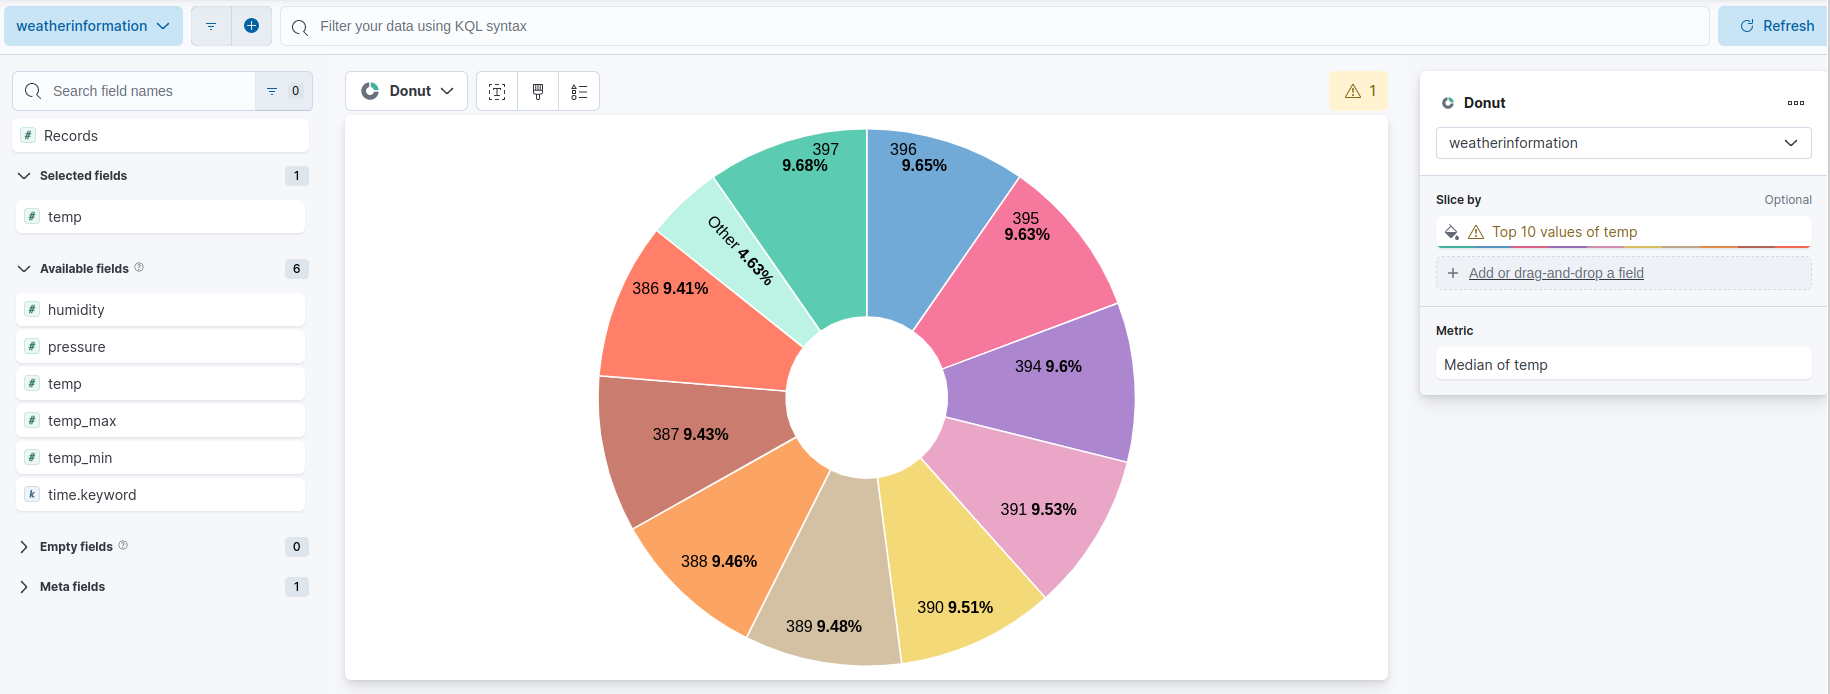 weatherinformation
Filter your data using KQL syntax
Refresh
Search field names
0
Records
Selected fields
1
temp
Available fields
6
humidity
pressure
temp
temp_max
temp_min
time.keyword
Empty fields
0
Meta fields
1
Donut
1
397
9.68%
396
9.65%
395
9.63%
394 9.6%
391 9.53%
390 9.51%
389 9.48%
388 9.46%
387 9.43%
386 9.41%
Other 4.63%
Donut
weatherinformation
Slice by
Optional
Top 10 values of temp
Add or drag-and-drop a field
Metric
Median of temp